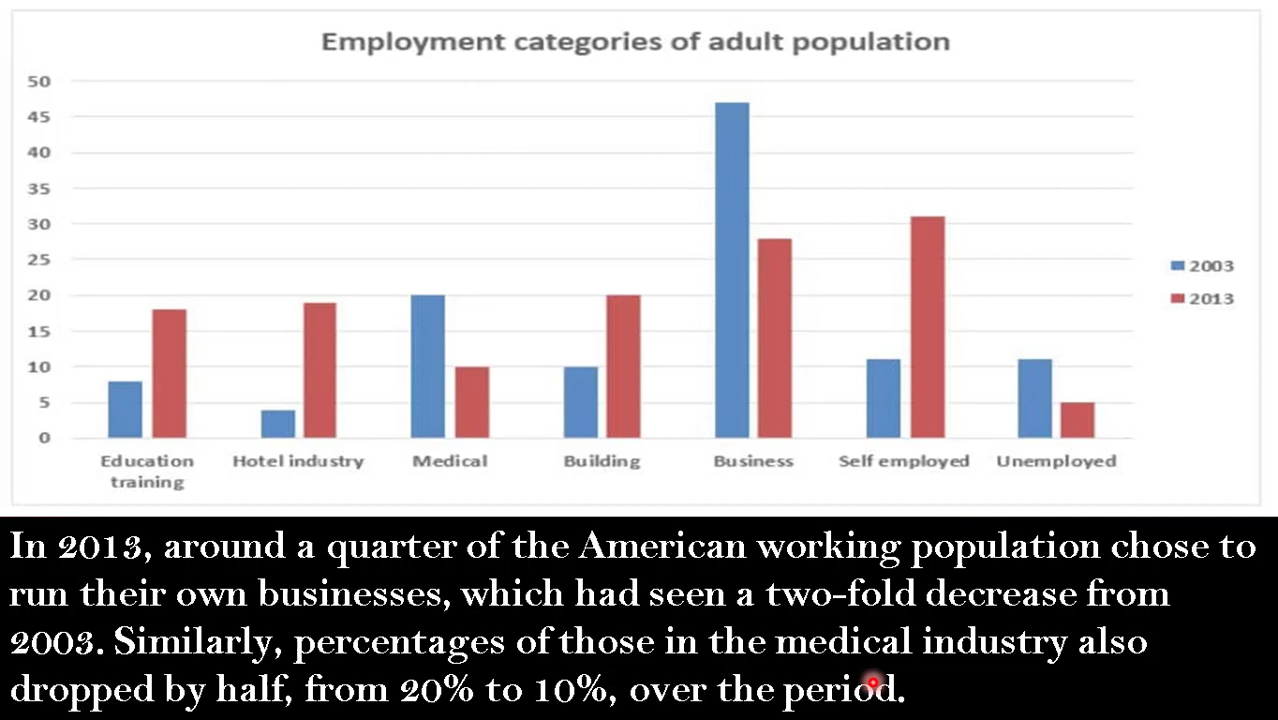 Employment categories of adult population
50
45
40
35
30
25
20
15
10
5
0
2003
2013
Education training
Hotel industry
Medical
Building
Business
Self employed
Unemployed
In 2013, around a quarter of the American working population chose to
run their own businesses, which had seen a two-fold decrease from
2003. Similarly, percentages of those in the medical industry also
dropped by half, from 20% to 10%, over the period.